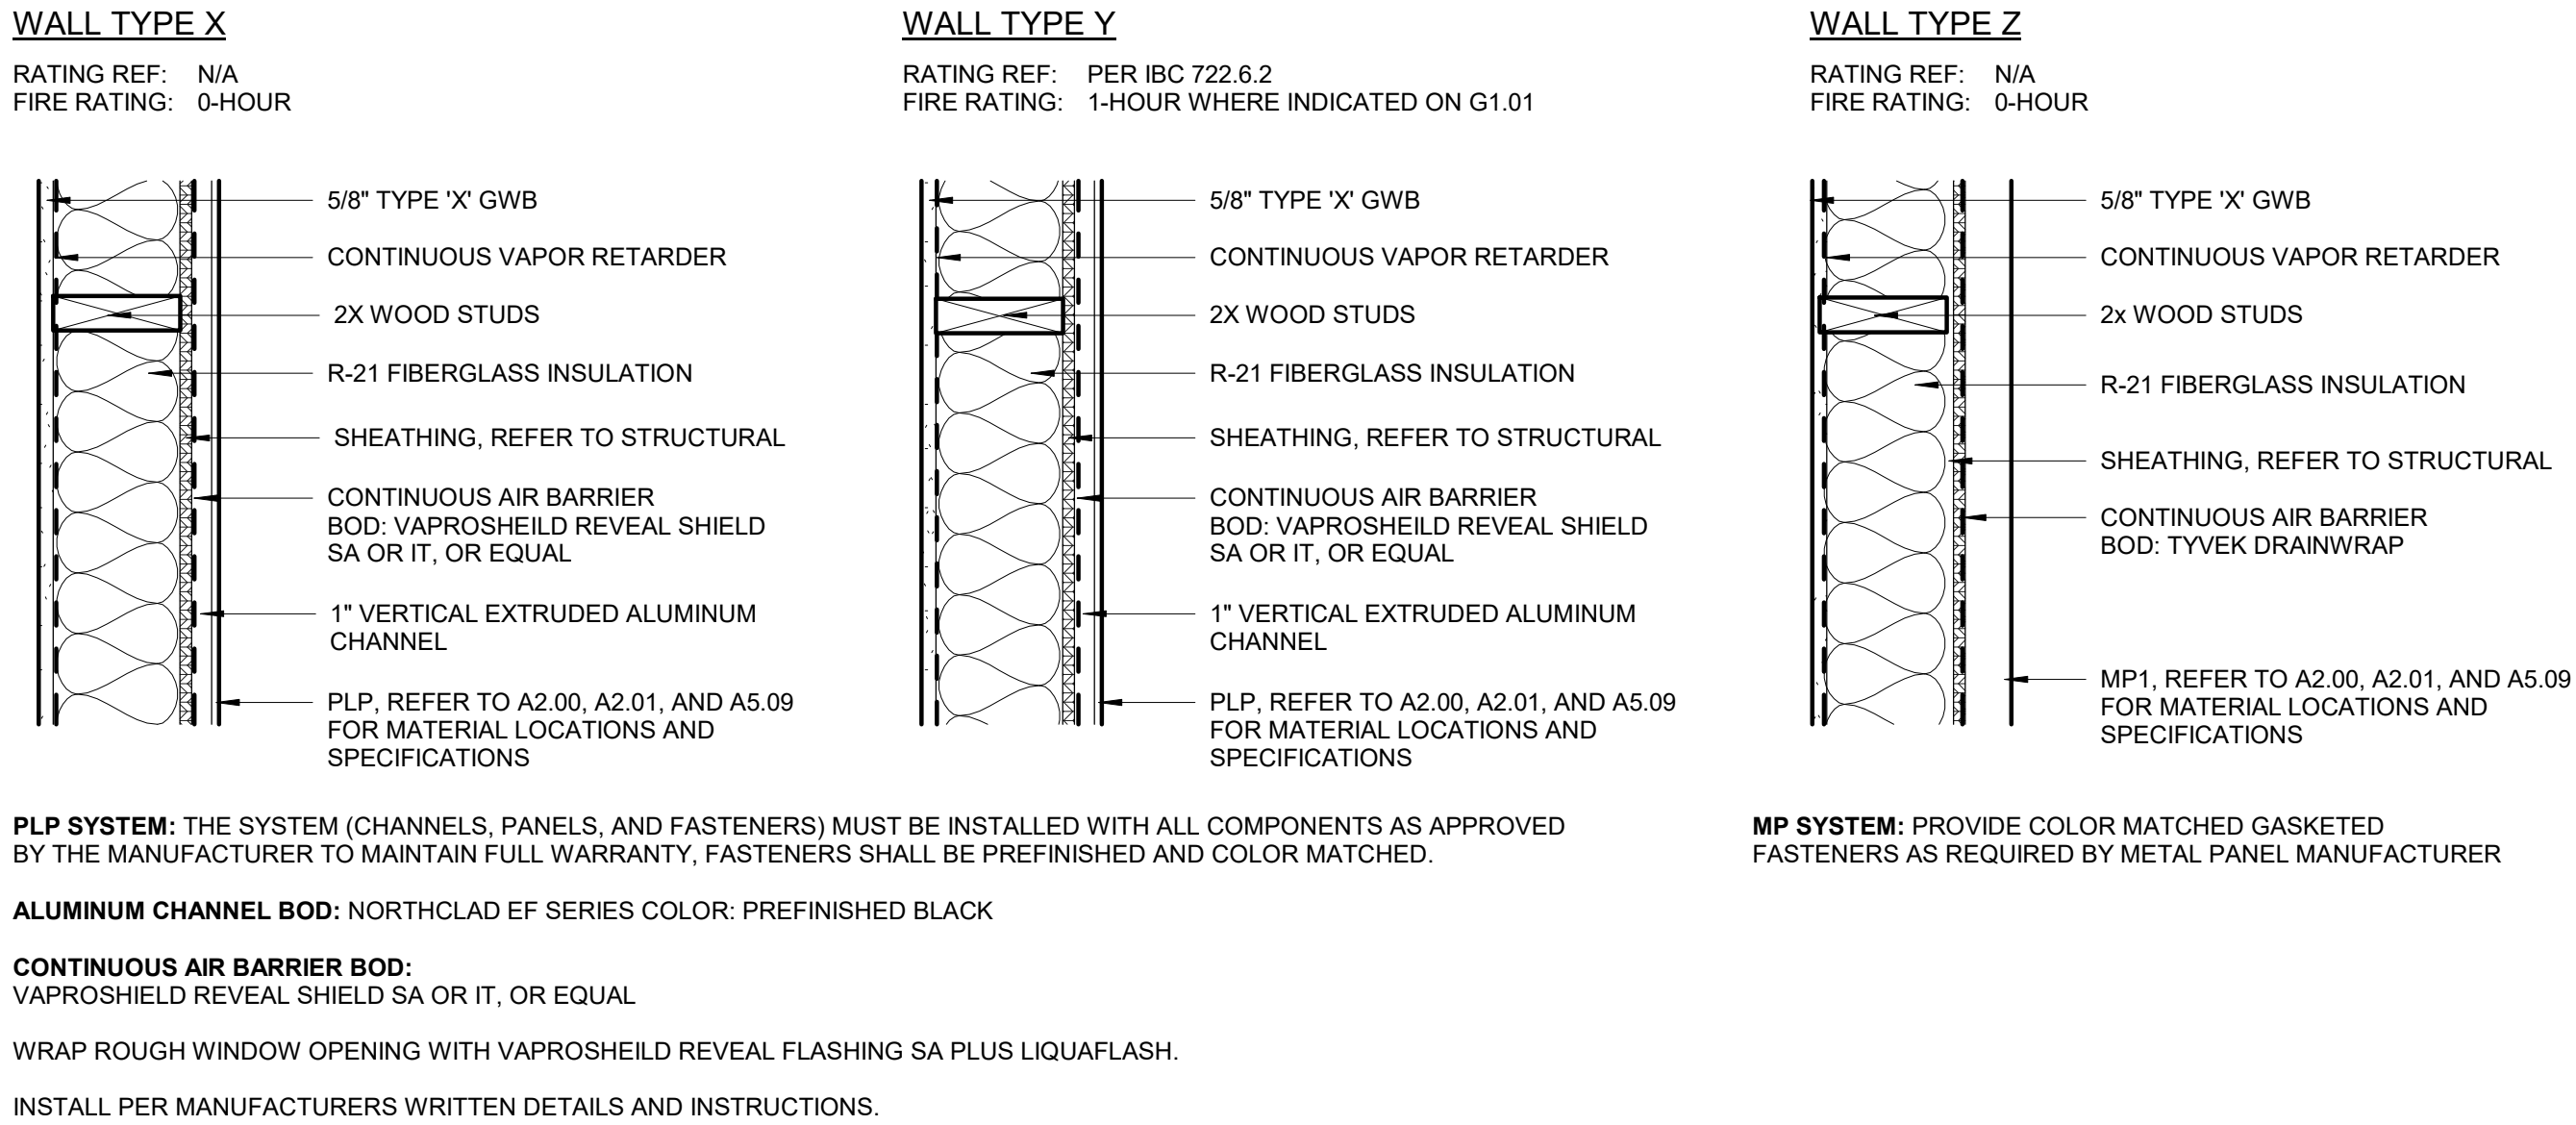 WALL TYPE X
RATING REF: N/A
FIRE RATING: 0-HOUR
5/8" TYPE 'X' GWB
CONTINUOUS VAPOR RETARDER
2X WOOD STUDS
R-21 FIBERGLASS INSULATION
SHEATHING, REFER TO STRUCTURAL
CONTINUOUS AIR BARRIER
BOD: VAPROSHEILD REVEAL SHIELD
SA OR IT, OR EQUAL
1" VERTICAL EXTRUDED ALUMINUM
CHANNEL
PLP, REFER TO A2.00, A2.01, AND A5.09
FOR MATERIAL LOCATIONS AND
SPECIFICATIONS
WALL TYPE Y
RATING REF: PER IBC 722.6.2
FIRE RATING: 1-HOUR WHERE INDICATED ON G1.01
5/8" TYPE 'X' GWB
CONTINUOUS VAPOR RETARDER
2X WOOD STUDS
R-21 FIBERGLASS INSULATION
SHEATHING, REFER TO STRUCTURAL
CONTINUOUS AIR BARRIER
BOD: VAPROSHEILD REVEAL SHIELD
SA OR IT, OR EQUAL
1" VERTICAL EXTRUDED ALUMINUM
CHANNEL
PLP, REFER TO A2.00, A2.01, AND A5.09
FOR MATERIAL LOCATIONS AND
SPECIFICATIONS
WALL TYPE Z
RATING REF: N/A
FIRE RATING: 0-HOUR
5/8" TYPE 'X' GWB
CONTINUOUS VAPOR RETARDER
2x WOOD STUDS
R-21 FIBERGLASS INSULATION
SHEATHING, REFER TO STRUCTURAL
CONTINUOUS AIR BARRIER
BOD: TYVEK DRAINWRAP
MP1, REFER TO A2.00, A2.01, AND A5.09
FOR MATERIAL LOCATIONS AND
SPECIFICATIONS
PLP SYSTEM: THE SYSTEM (CHANNELS, PANELS, AND FASTENERS) MUST BE INSTALLED WITH ALL COMPONENTS AS APPROVED
BY THE MANUFACTURER TO MAINTAIN FULL WARRANTY, FASTENERS SHALL BE PREFINISHED AND COLOR MATCHED.
ALUMINUM CHANNEL BOD: NORTHCLAD EF SERIES COLOR: PREFINISHED BLACK
CONTINUOUS AIR BARRIER BOD:
VAPROSHIELD REVEAL SHIELD SA OR IT, OR EQUAL
WRAP ROUGH WINDOW OPENING WITH VAPROSHEILD REVEAL FLASHING SA PLUS LIQUAFLASH.
INSTALL PER MANUFACTURERS WRITTEN DETAILS AND INSTRUCTIONS.
MP SYSTEM: PROVIDE COLOR MATCHED GASKETED
FASTENERS AS REQUIRED BY METAL PANEL MANUFACTURER